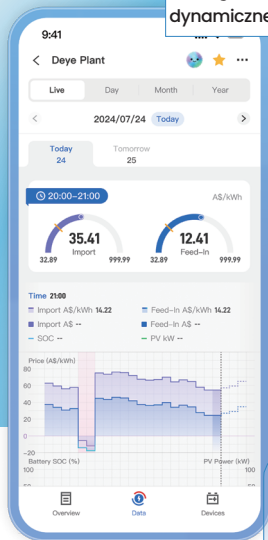 dynamiczne
9:41
Deye Plant
Live Day Month Year
2024/07/24 Today
Today Tomorrow
24 25
20:00-21:00 A$/kWh
35.41 12.41
Import Feed-In
32.89 999.99 32.89 999.99
Time 21:00
Import A$/kWh 14.22 Feed-In A$/kWh 14.22
Import A$ -- Feed-In A$ --
SOC -- PV kW --
Price (A$/kWh)
80
60
40
20
0
-20
Battery SOC (%) PV Power (kW)
100 100
Overview Data Devices